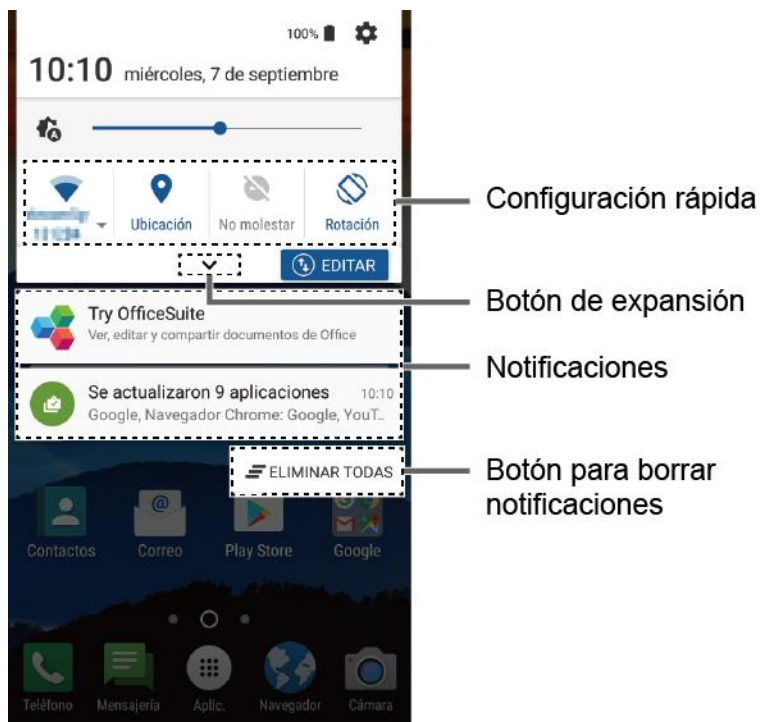 100%
10:10 miércoles, 7 de septiembre
Ubicación
No molestar
Rotación
Configuración rápida
EDITAR
Botón de expansión
Try OfficeSuite
Ver, editar y compartir documentos de Office
Notificaciones
Se actualizaron 9 aplicaciones 10:10
Google, Navegador Chrome: Google, YouT..
ELIMINAR TODAS
Botón para borrar
notificaciones
Contactos
Correo
Play Store
Google
Teléfono
Mensajería
Aplic.
Navegador
Cámara